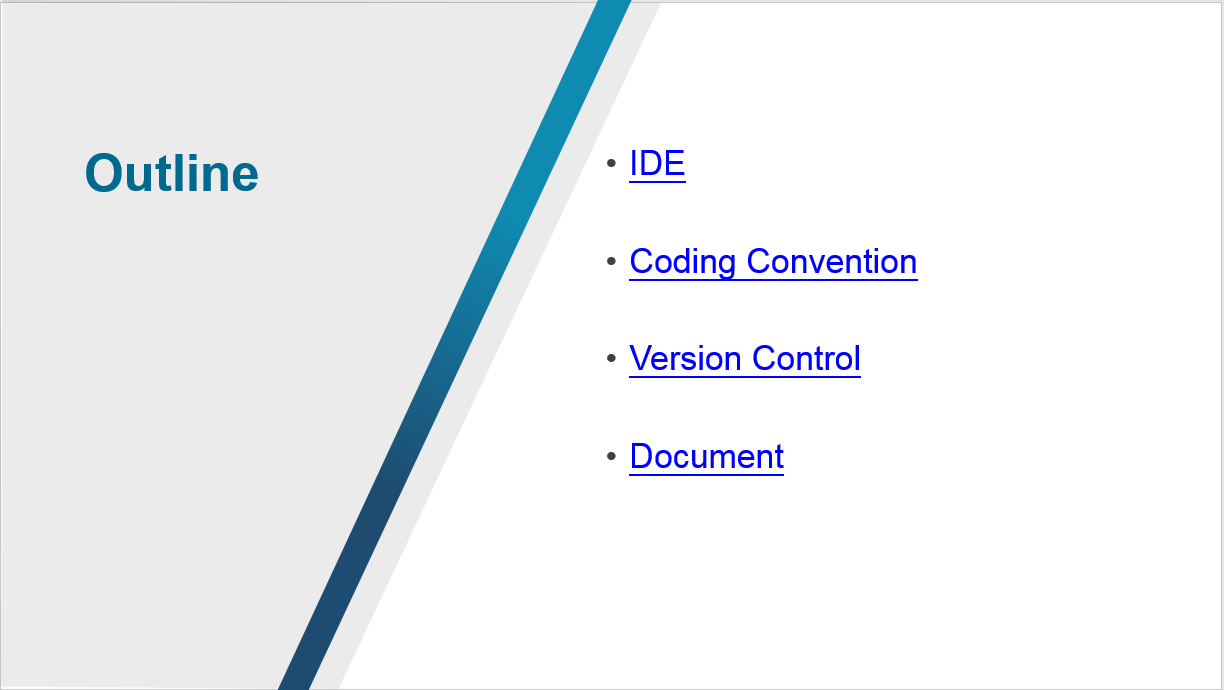 Outline
• IDE
• Coding Convention
• Version Control
• Document